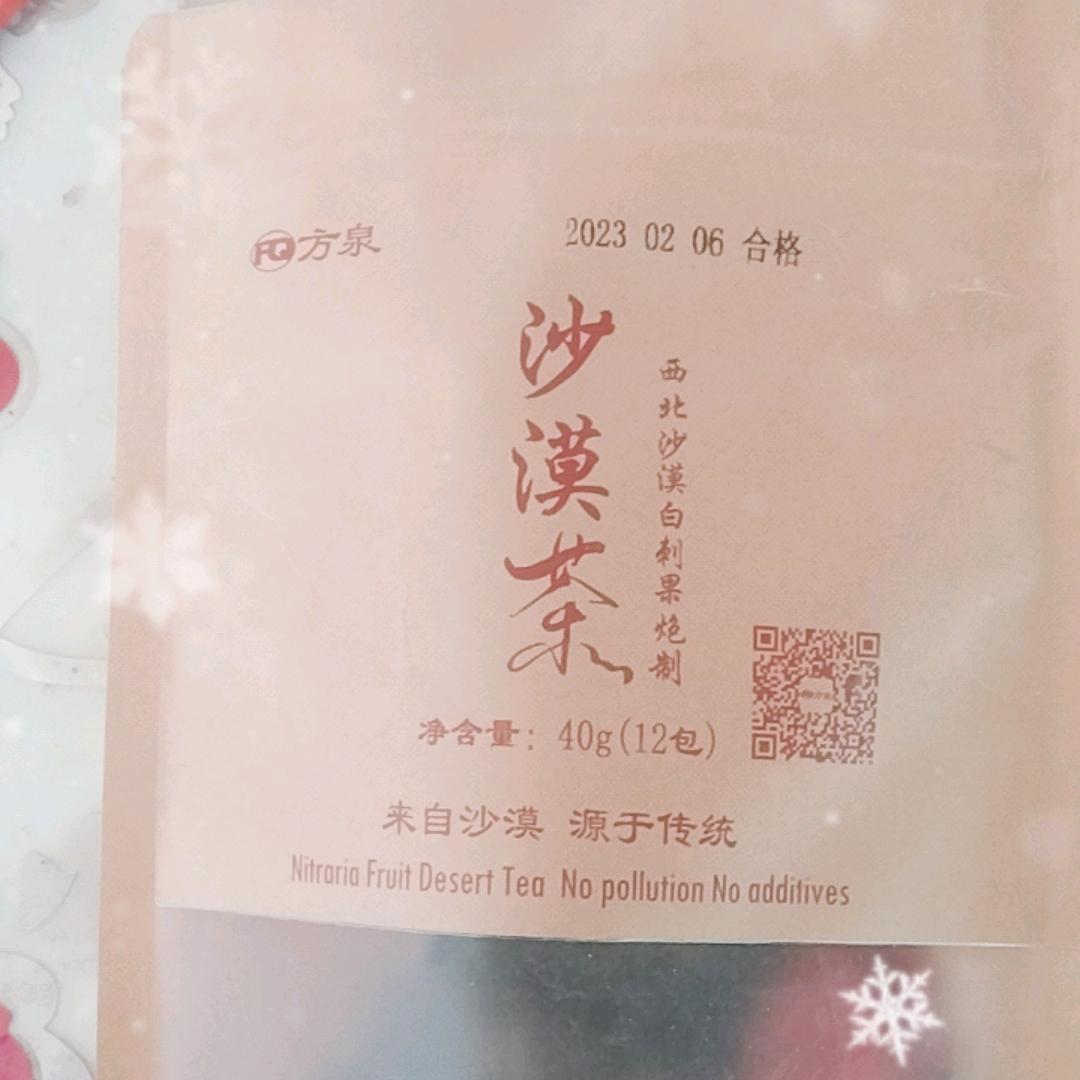 FQ方泉
2023 02 06 合格
沙漠茶
西北沙漠白刺果炮制
净含量：40g(12包)
来自沙漠 源于传统
Nitraria Fruit Desert Tea No pollution No additives